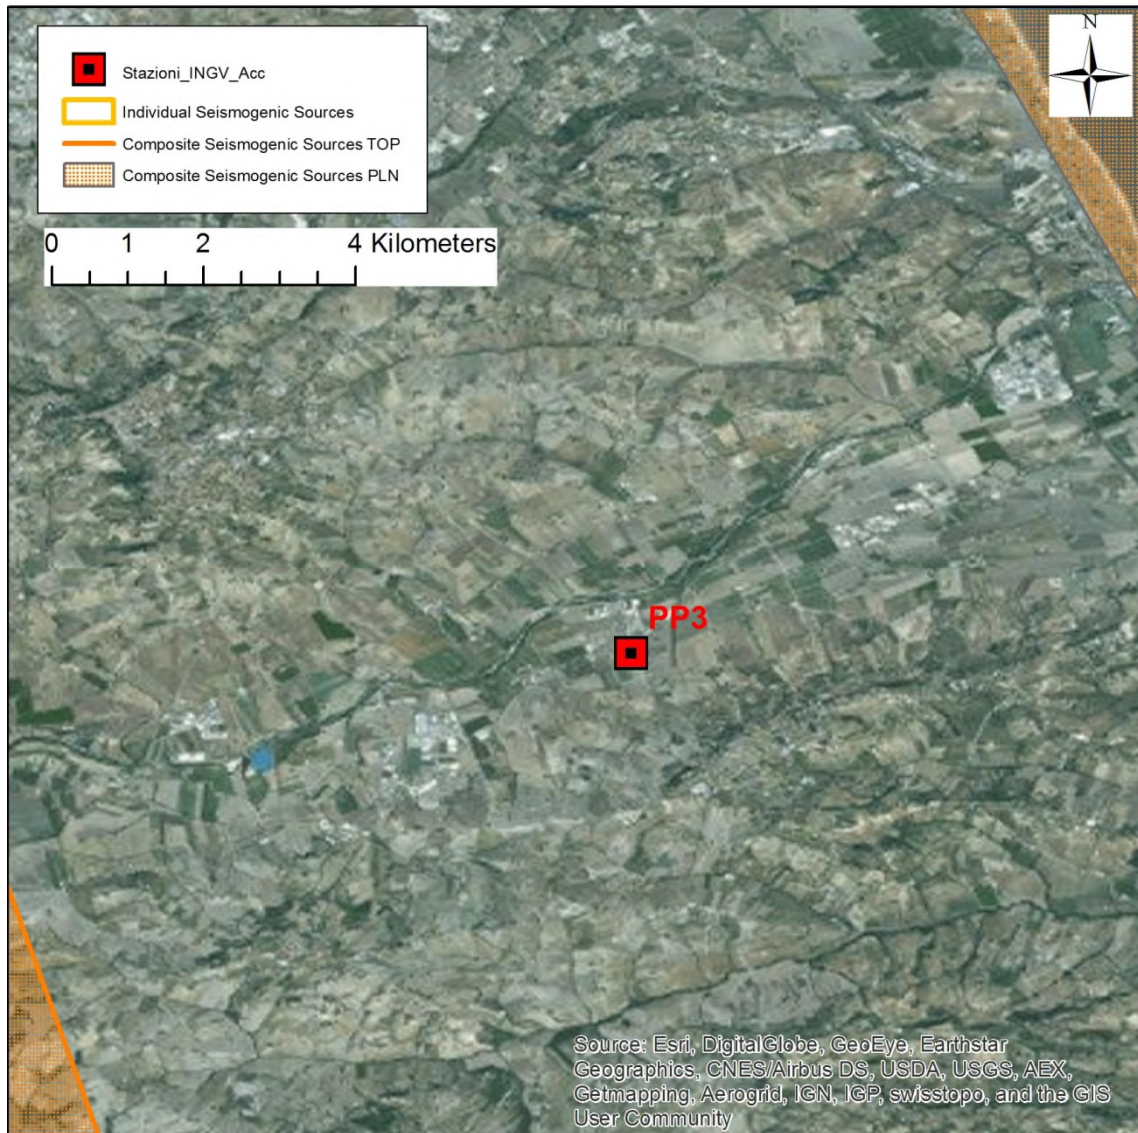 N
Stazioni_INGV_Acc
Individual Seismogenic Sources
Composite Seismogenic Sources TOP
Composite Seismogenic Sources PLN
0 1 2 4 Kilometers
PP3
Source: Esri, DigitalGlobe, GeoEye, Earthstar
Geographics, CNES/Airbus DS, USDA, USGS, AEX,
Getmapping, Aerogrid, IGN, IGP, swisstopo, and the GIS
User Community